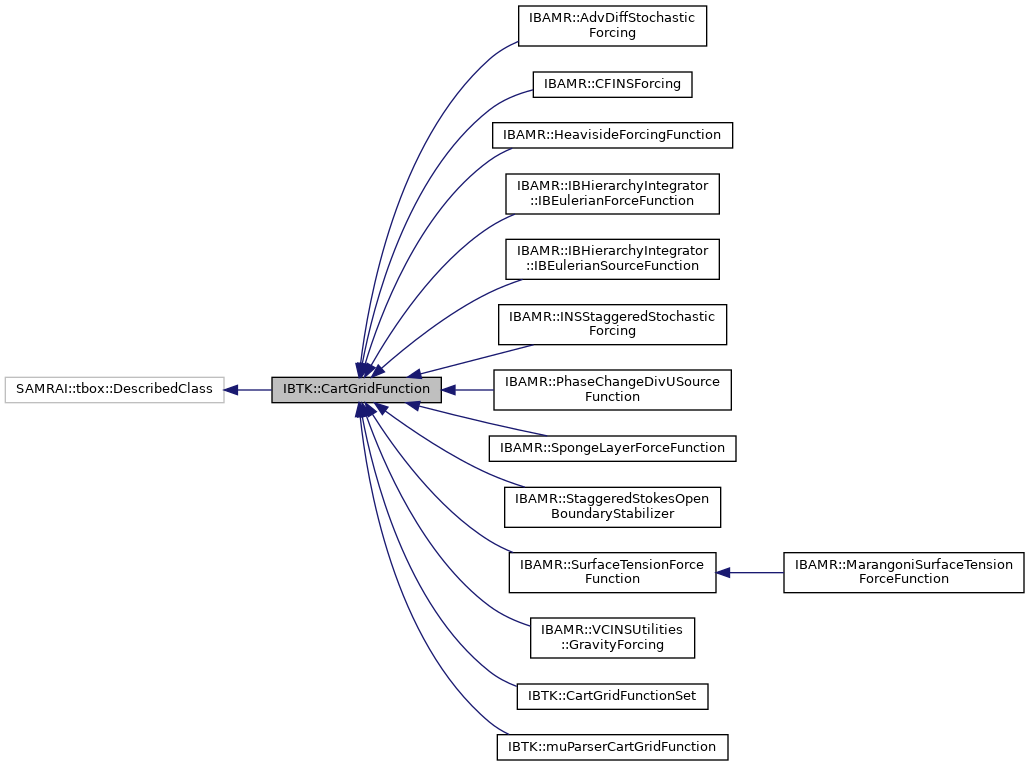 IBAMR::AdvDiffStochastic
Forcing
IBAMR::CFINSForcing
IBAMR::HeavisideForcingFunction
IBAMR::IBHierarchyIntegrator
::IBEulerianForceFunction
IBAMR::IBHierarchyIntegrator
::IBEulerianSourceFunction
IBAMR::INSStaggeredStochastic
Forcing
SAMRAI::tbox::DescribedClass
IBTK::CartGridFunction
IBAMR::PhaseChangeDivUSource
Function
IBAMR::SpongeLayerForceFunction
IBAMR::StaggeredStokesOpen
BoundaryStabilizer
IBAMR::SurfaceTensionForce
Function
IBAMR::MarangoniSurfaceTension
ForceFunction
IBAMR::VCINSUtilities
::GravityForcing
IBTK::CartGridFunctionSet
IBTK::muParserCartGridFunction